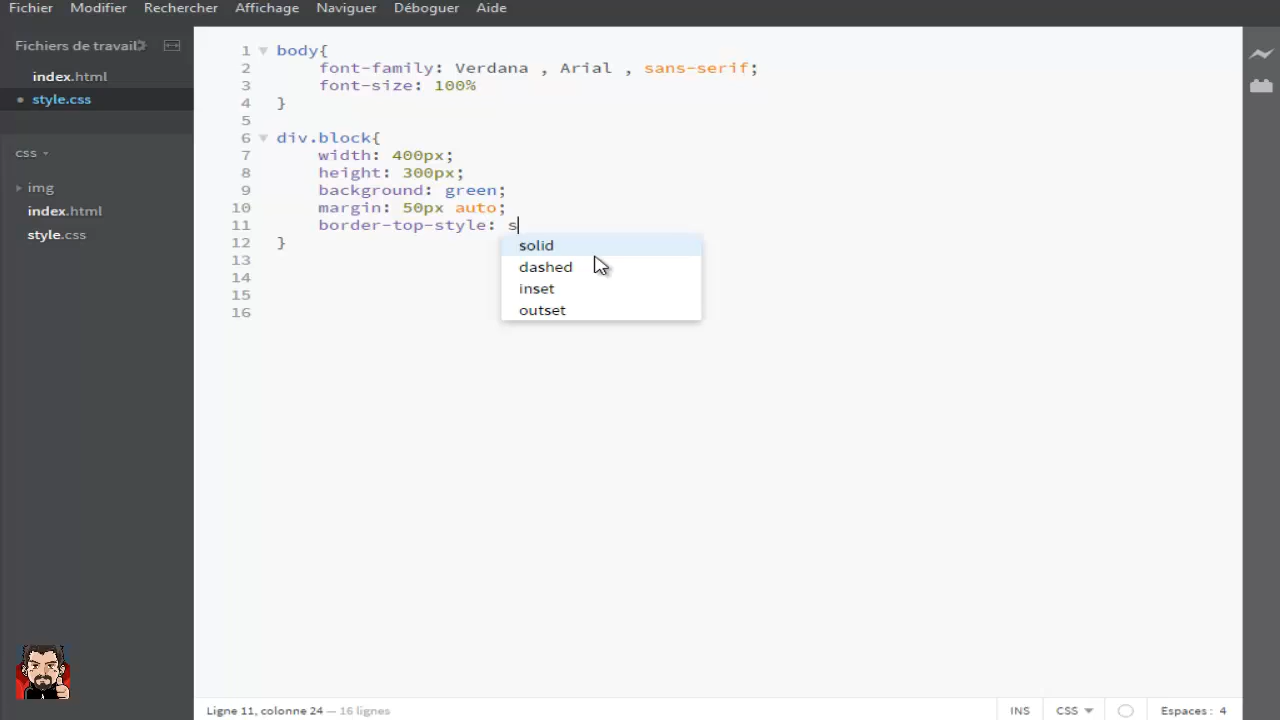 Fichier Modifier Rechercher Affichage Naviguer Déboguer Aide
Fichiers de travail
index.html
style.css
css
img
index.html
style.css
1 body{
2 font-family: Verdana , Arial , sans-serif;
3 font-size: 100%
4 }
5
6 div.block{
7 width: 400px;
8 height: 300px;
9 background: green;
10 margin: 50px auto;
11 border-top-style: s
12 }
13
14
15
16
solid
dashed
inset
outset
Ligne 11, colonne 24 — 16 lignes
INS CSS Espaces : 4